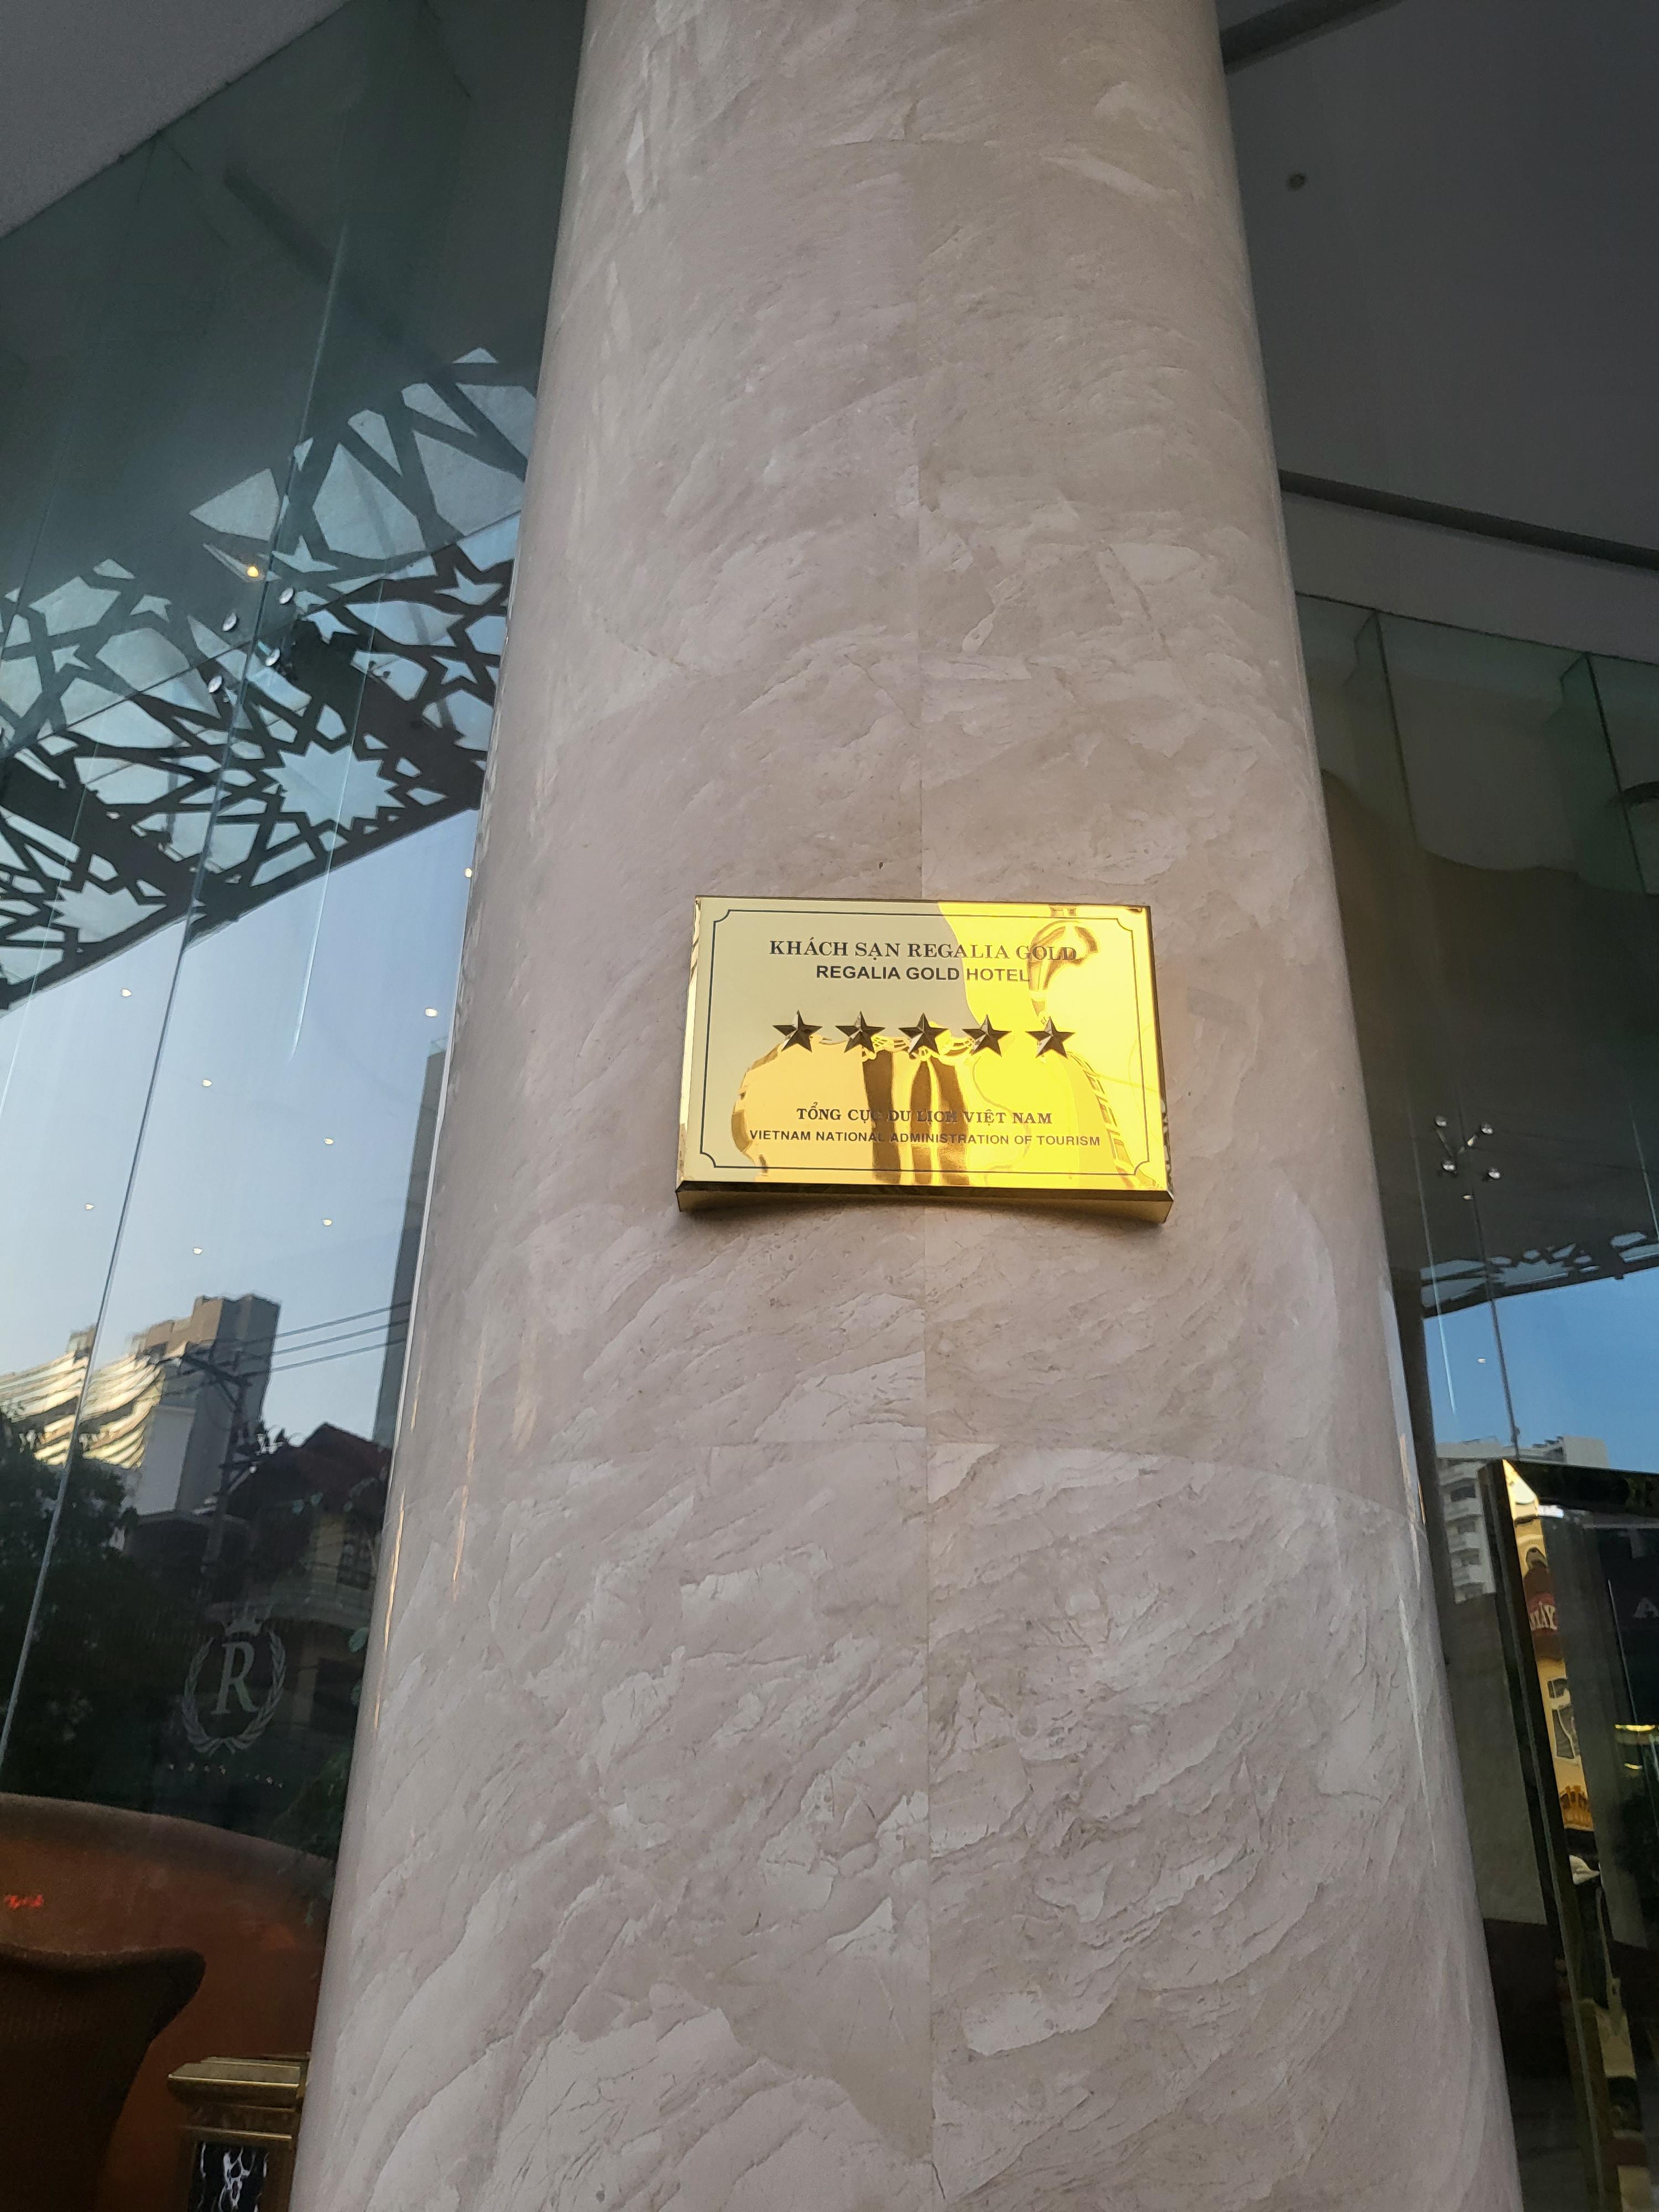 KHÁCH SẠN REGALIA GOLD
REGALIA GOLD HOTEL
TỔNG CỤC DU LỊCH VIỆT NAM
VIETNAM NATIONAL ADMINISTRATION OF TOURISM
R